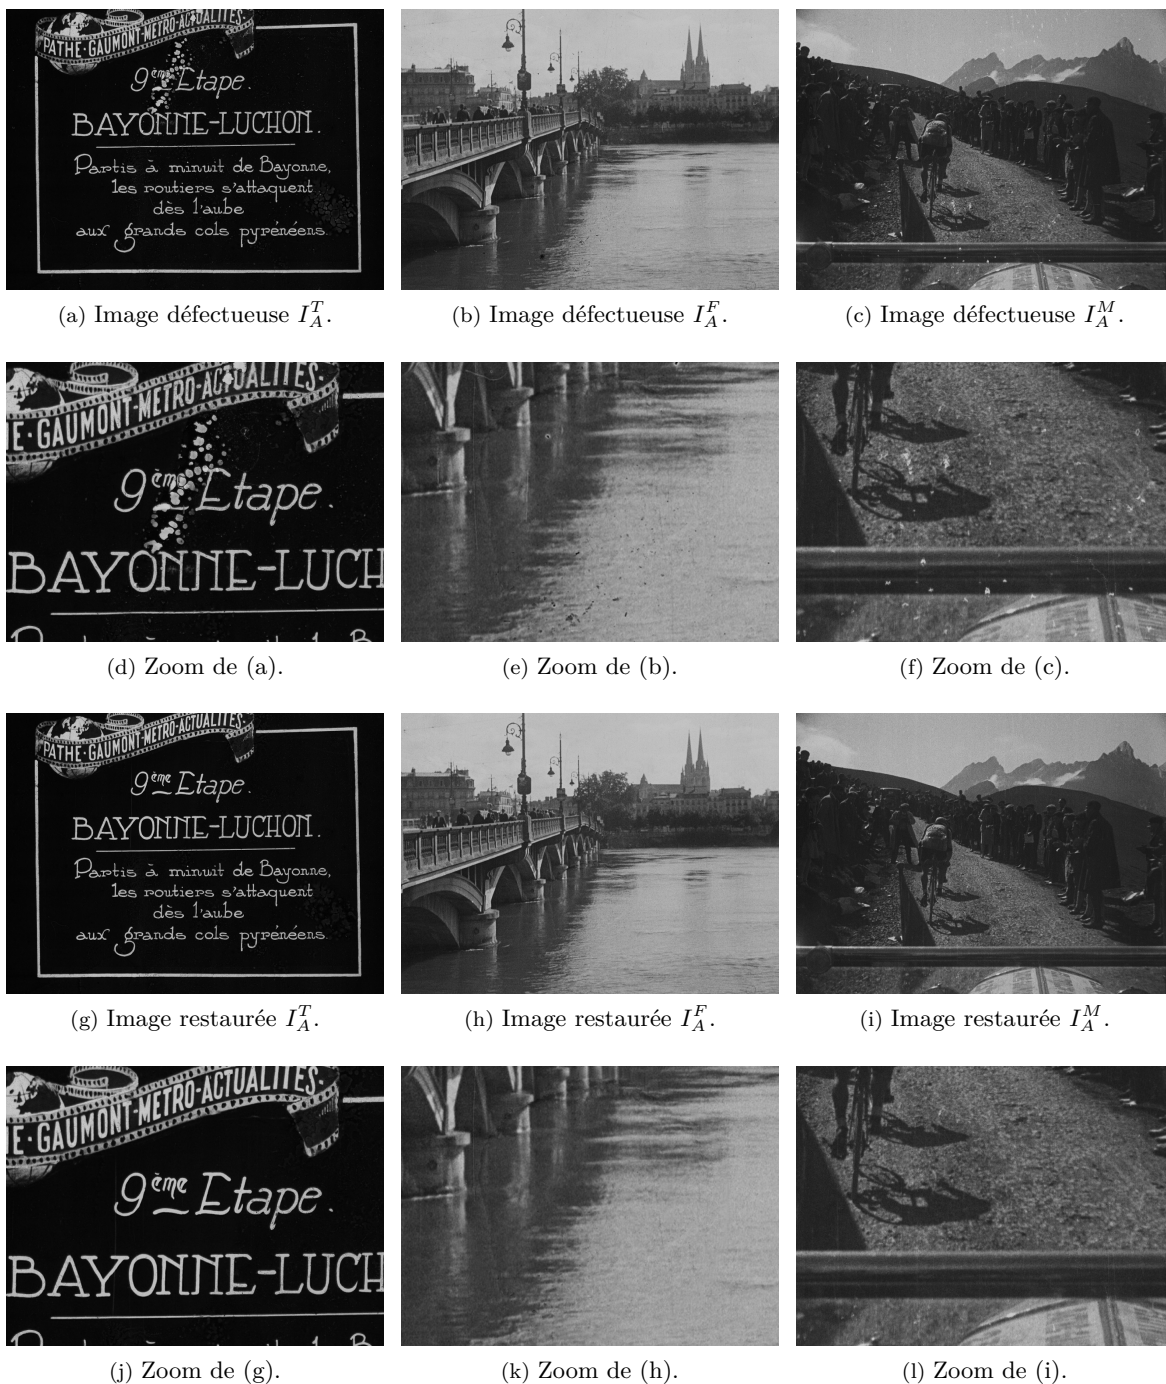 PATHE·GAUMONT·METRO·ACTUALITES·
9ème Etape.
BAYONNE-LUCHON.
Partis à minuit de Bayonne,
les routiers s'attaquent
dès l'aube
aux grands cols pyrénéens.
(a) Image défectueuse I_A^T.
(b) Image défectueuse I_A^F.
(c) Image défectueuse I_A^M.
E·GAUMONT-METRO-ACTUALITES·
9ème Etape.
BAYONNE-LUCH
(d) Zoom de (a).
(e) Zoom de (b).
(f) Zoom de (c).
PATHE·GAUMONT·METRO·ACTUALITES·
9ème Etape.
BAYONNE-LUCHON.
Partis à minuit de Bayonne,
les routiers s'attaquent
dès l'aube
aux grands cols pyrénéens.
(g) Image restaurée I_A^T.
(h) Image restaurée I_A^F.
(i) Image restaurée I_A^M.
E·GAUMONT-METRO-ACTUALITES·
9ème Etape.
BAYONNE-LUCH
(j) Zoom de (g).
(k) Zoom de (h).
(l) Zoom de (i).